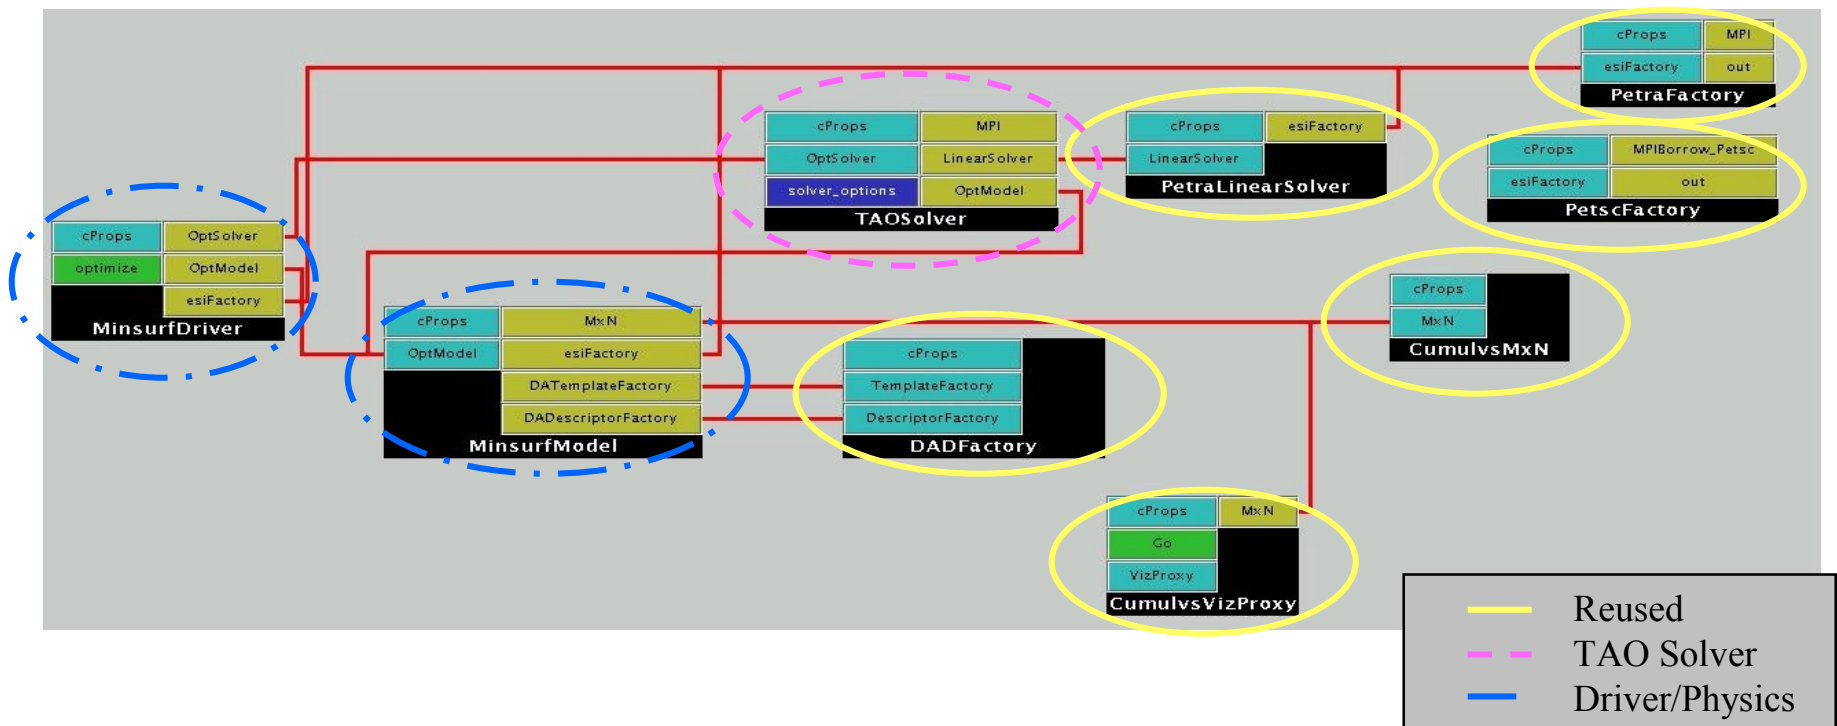 cProps MPI
esiFactory out
PetraFactory
cProps MPI
OptSolver LinearSolver
solver_options OptModel
TAOSolver
cProps esiFactory
LinearSolver
PetraLinearSolver
cProps MPIBorrow_Petsc
esiFactory out
PetscFactory
cProps OptSolver
optimize OptModel
esiFactory
MinsurfDriver
cProps MxN
OptModel esiFactory
DATemplateFactory
DADescriptorFactory
MinsurfModel
cProps
TemplateFactory
DescriptorFactory
DADFactory
cProps
MxN
CumulvsMxN
cProps MxN
Go
VizProxy
CumulvsVizProxy
Reused
TAO Solver
Driver/Physics